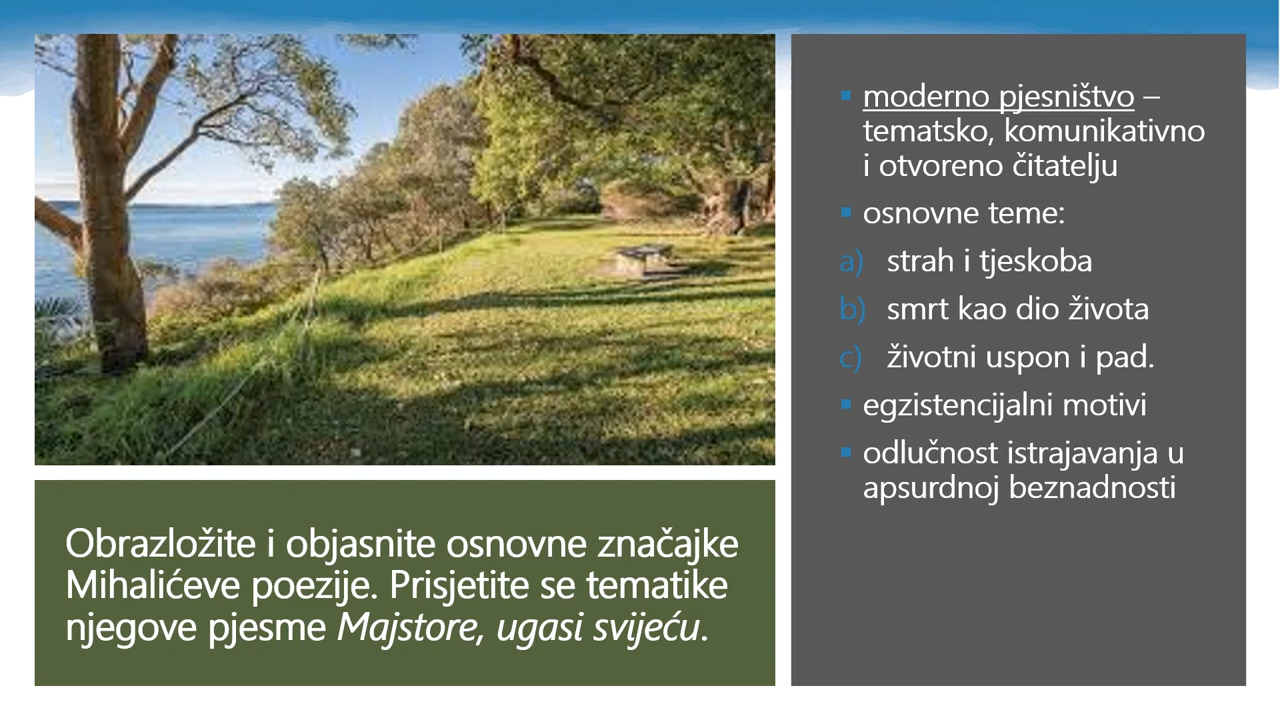 moderno pjesništvo –
tematsko, komunikativno
i otvoreno čitatelju
osnovne teme:
a) strah i tjeskoba
b) smrt kao dio života
c) životni uspon i pad.
egzistencijalni motivi
odlučnost istrajavanja u
apsurdnoj beznadnosti
Obrazložite i objasnite osnovne značajke
Mihalićeve poezije. Prisjetite se tematike
njegove pjesme Majstore, ugasi svijeću.